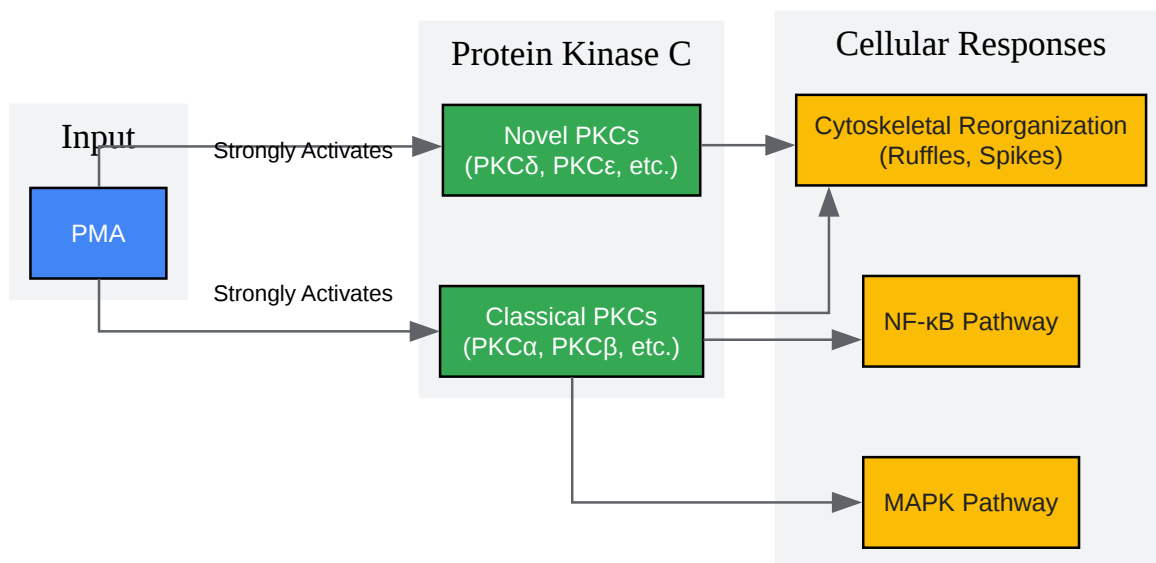 Input
PMA
Strongly Activates
Strongly Activates
Protein Kinase C
Novel PKCs
(PKCδ, PKCε, etc.)
Classical PKCs
(PKCα, PKCβ, etc.)
Cellular Responses
Cytoskeletal Reorganization
(Ruffles, Spikes)
NF-κB Pathway
MAPK Pathway